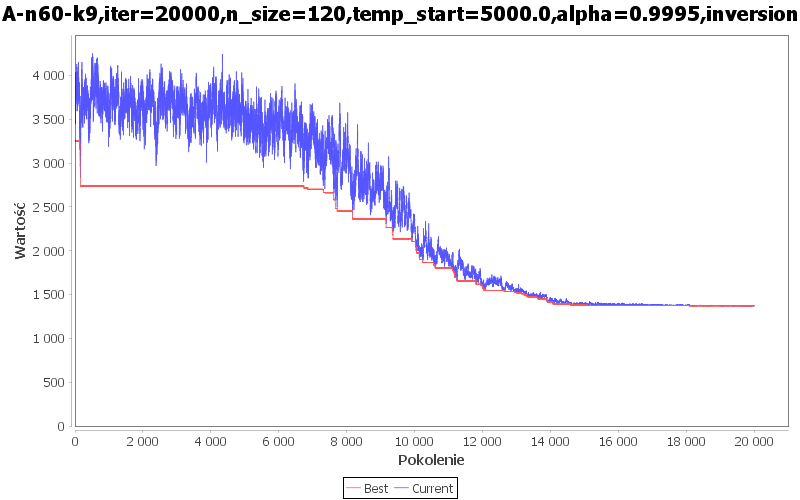 A-n60-k9,iter=20000,n_size=120,temp_start=5000.0,alpha=0.9995,inversion
4 000
3 500
3 000
2 500
2 000
1 500
1 000
500
0
Wartość
0 2 000 4 000 6 000 8 000 10 000 12 000 14 000 16 000 18 000 20 000
Pokolenie
Best Current